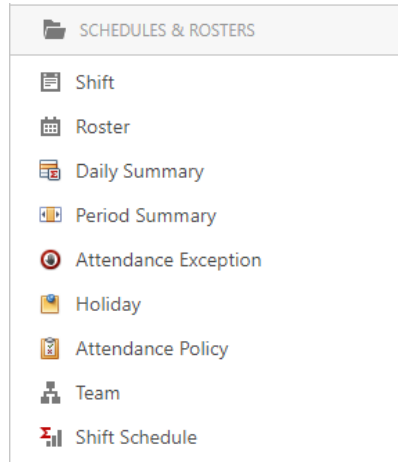 SCHEDULES & ROSTERS
Shift
Roster
Daily Summary
Period Summary
Attendance Exception
Holiday
Attendance Policy
Team
Shift Schedule